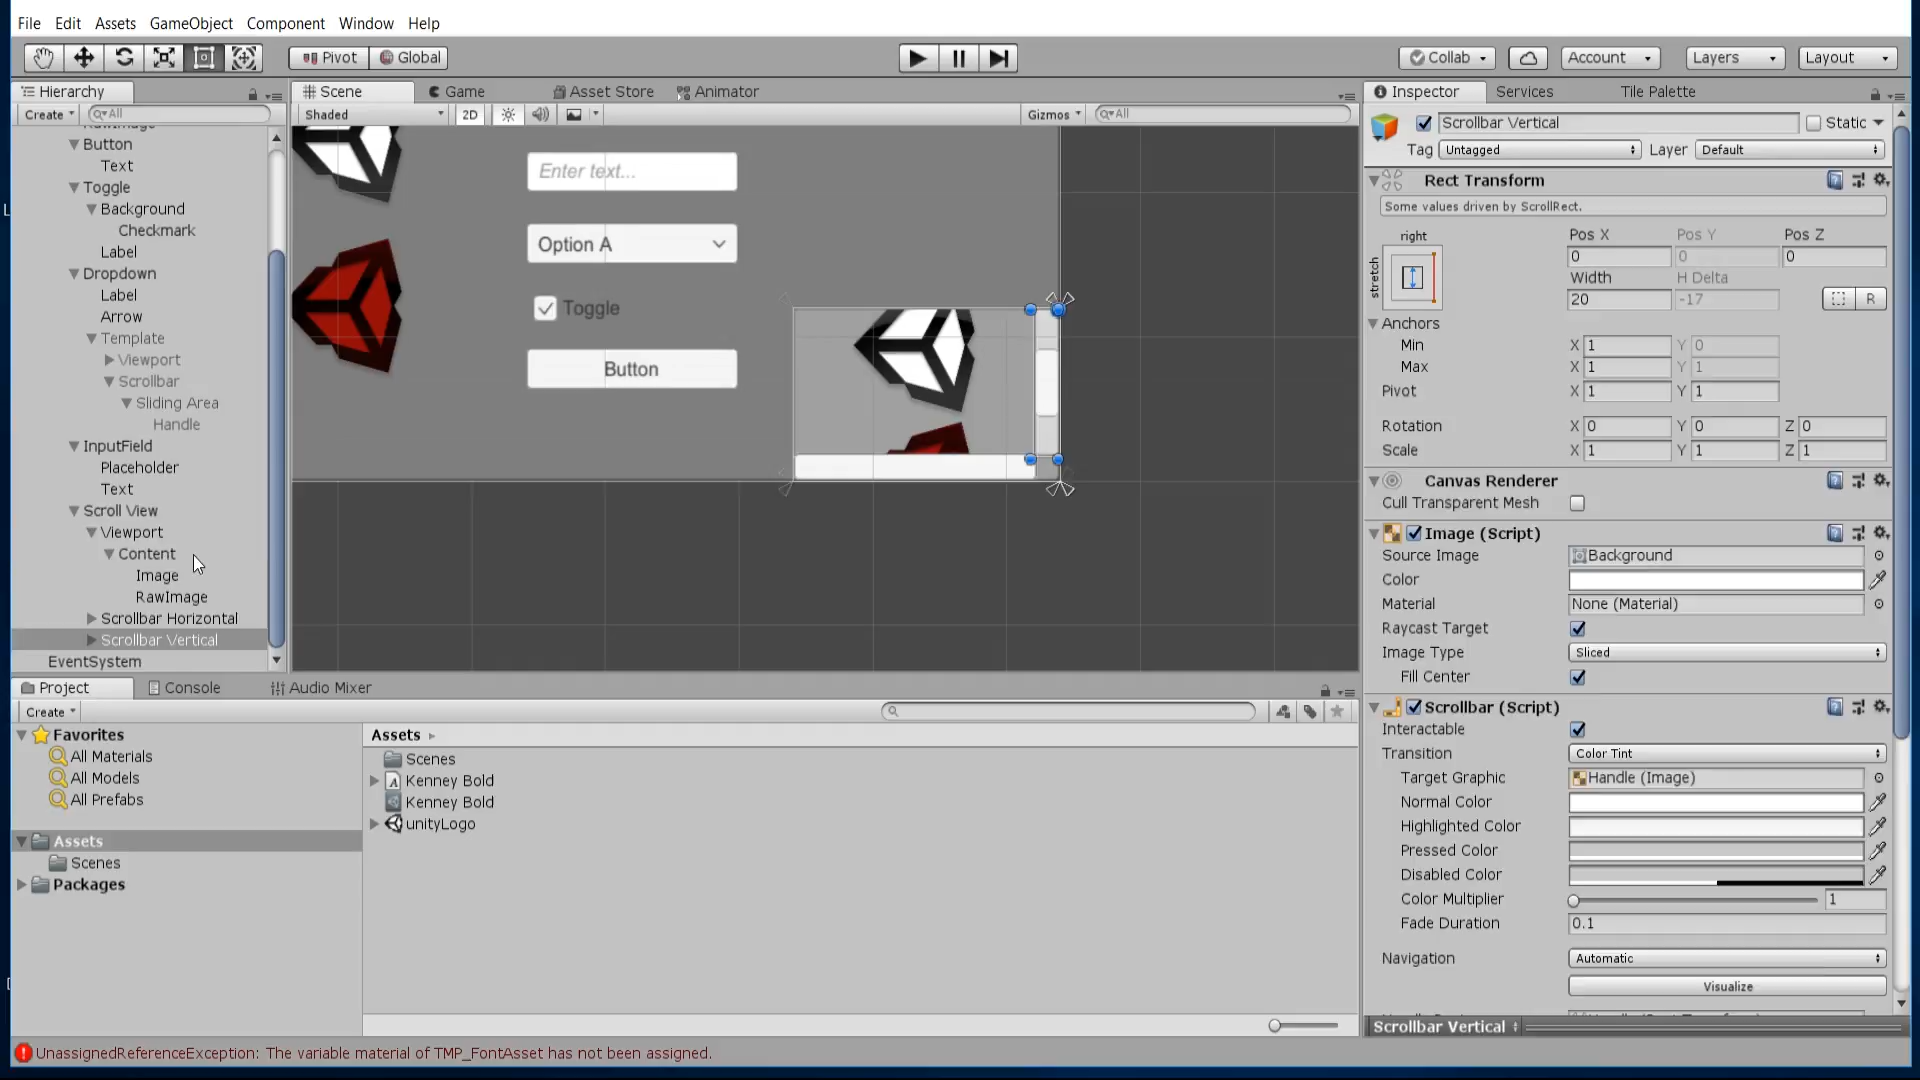 File Edit Assets GameObject Component Window Help
Pivot Global Collab Account Layers Layout
Hierarchy
Create All
RawImage
Button
Text
Toggle
Background
Checkmark
Label
Dropdown
Label
Arrow
Template
Viewport
Scrollbar
Sliding Area
Handle
InputField
Placeholder
Text
Scroll View
Viewport
Content
Image
RawImage
Scrollbar Horizontal
Scrollbar Vertical
EventSystem
Scene Game Asset Store Animator
Shaded 2D Gizmos All
Enter text...
Option A
Toggle
Button
Inspector Services Tile Palette
Scrollbar Vertical Static
Tag Untagged Layer Default
Rect Transform
Some values driven by ScrollRect.
right
stretch
Pos X Pos Y Pos Z
0 0 0
Width H Delta
20 -17 R
Anchors
Min X 1 Y 0
Max X 1 Y 1
Pivot X 1 Y 1
Rotation X 0 Y 0 Z 0
Scale X 1 Y 1 Z 1
Canvas Renderer
Cull Transparent Mesh
Image (Script)
Source Image Background
Color
Material None (Material)
Raycast Target
Image Type Sliced
Fill Center
Scrollbar (Script)
Interactable
Transition Color Tint
Target Graphic Handle (Image)
Normal Color
Highlighted Color
Pressed Color
Disabled Color
Color Multiplier 1
Fade Duration 0.1
Navigation Automatic
Visualize
Scrollbar Vertical
Project Console Audio Mixer
Create
Favorites
All Materials
All Models
All Prefabs
Assets
Scenes
Packages
Assets
Scenes
Kenney Bold
Kenney Bold
unityLogo
UnassignedReferenceException: The variable material of TMP_FontAsset has not been assigned.